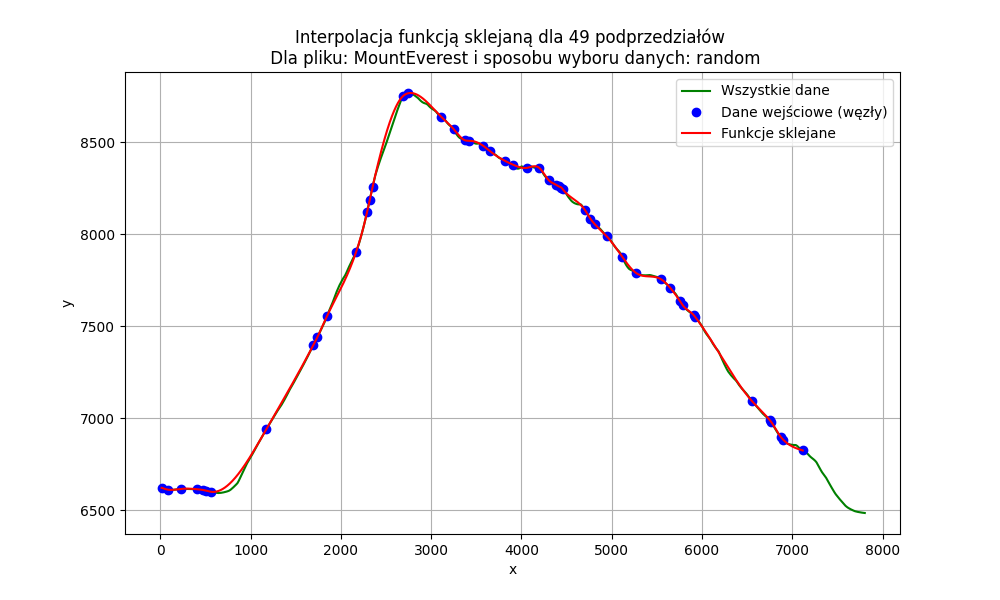 Interpolacja funkcją sklejaną dla 49 podprzedziałów
Dla pliku: MountEverest i sposobu wyboru danych: random
Wszystkie dane
Dane wejściowe (węzły)
Funkcje sklejane
8500
8000
7500
7000
6500
y
0 1000 2000 3000 4000 5000 6000 7000 8000
x